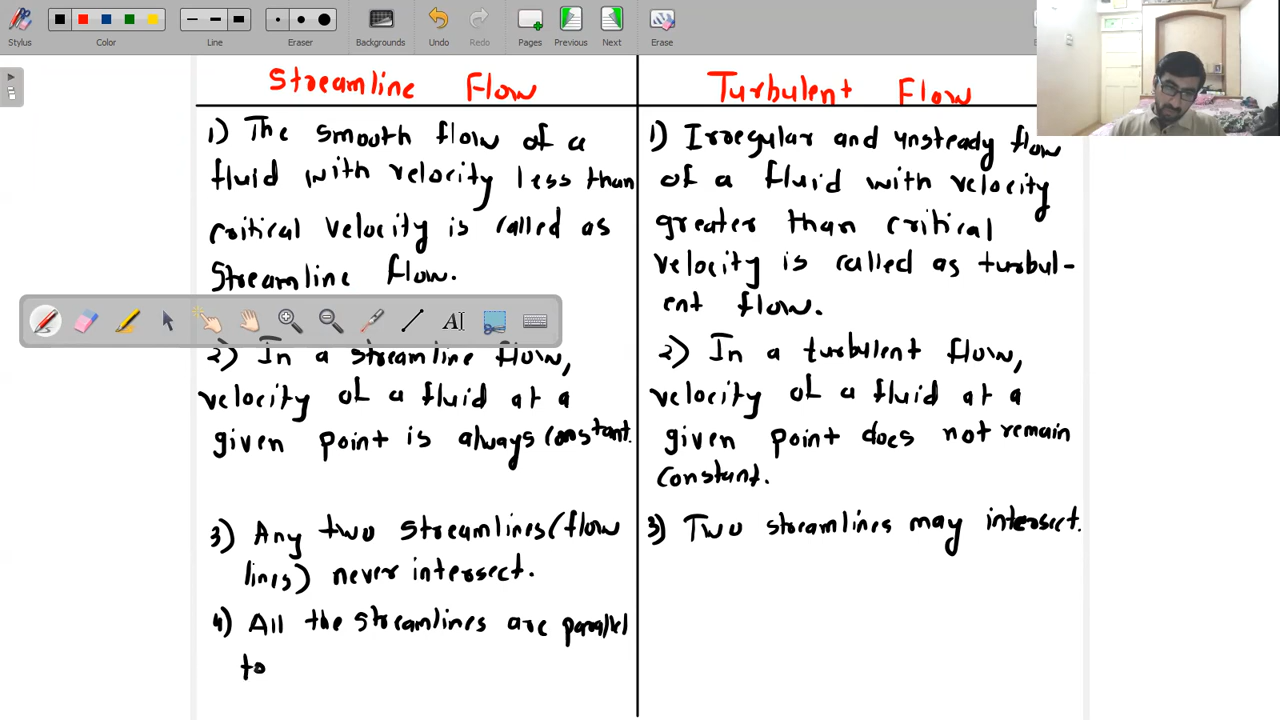 Stylus
Color
Line
Eraser
Backgrounds
Undo
Redo
Pages
Previous
Next
Erase
Streamline Flow
1) The smooth flow of a
fluid with velocity less than
critical velocity is called as
Streamline flow.
2) In a streamline flow,
velocity of a fluid at a
given point is always constant.
3) Any two streamlines (flow
lines) never intersect.
4) All the streamlines are parallel
to
Turbulent Flow
1) Irregular and unsteady flow
of a fluid with velocity
greater than critical
velocity is called as turbul-
ent flow.
2) In a turbulent flow,
velocity of a fluid at a
given point does not remain
constant.
3) Two streamlines may intersect.